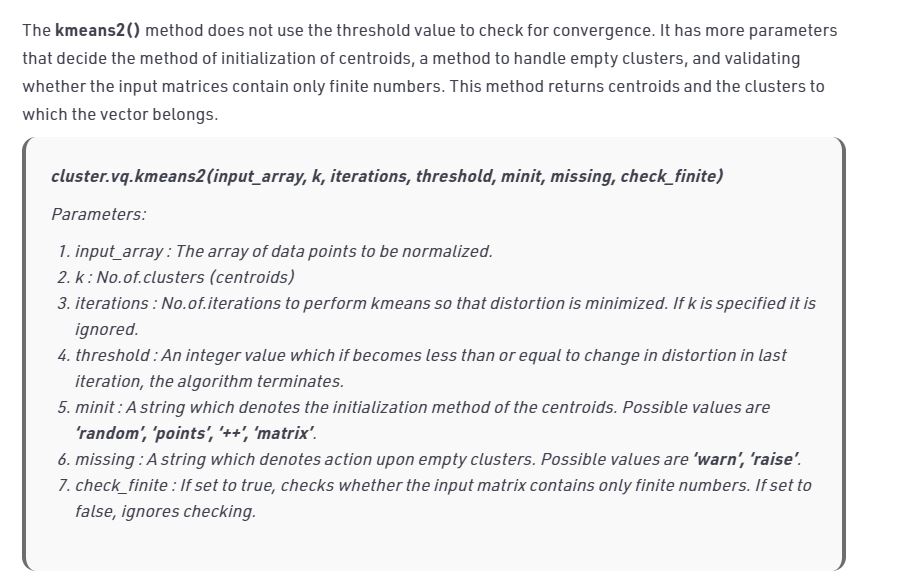 The kmeans2() method does not use the threshold value to check for convergence. It has more parameters
that decide the method of initialization of centroids, a method to handle empty clusters, and validating
whether the input matrices contain only finite numbers. This method returns centroids and the clusters to
which the vector belongs.
cluster.vq.kmeans2(input_array, k, iterations, threshold, minit, missing, check_finite)
Parameters:
1. input_array : The array of data points to be normalized.
2. k : No.of.clusters (centroids)
3. iterations : No.of.iterations to perform kmeans so that distortion is minimized. If k is specified it is
ignored.
4. threshold : An integer value which if becomes less than or equal to change in distortion in last
iteration, the algorithm terminates.
5. minit : A string which denotes the initialization method of the centroids. Possible values are
‘random’, ‘points’, ‘++’, ‘matrix’.
6. missing : A string which denotes action upon empty clusters. Possible values are ‘warn’, ‘raise’.
7. check_finite : If set to true, checks whether the input matrix contains only finite numbers. If set to
false, ignores checking.